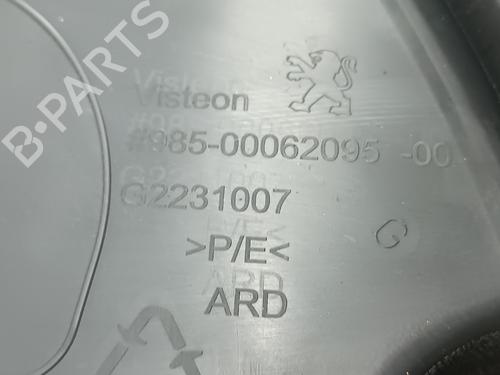 B-PARTS
Visteon
#985-00062095 -00
G2231007
>P/E<
G
ARD